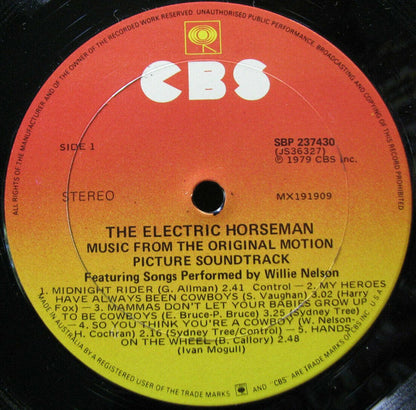 ALL RIGHTS OF THE MANUFACTURER AND OF THE OWNER OF THE RECORDED WORK RESERVED. UNAUTHORISED PUBLIC PERFORMANCE, BROADCASTING AND COPYING OF THIS RECORD PROHIBITED
CBS
SIDE 1
SBP 237430
(JS36327)
℗ 1979 CBS inc.
STEREO
MX191909
THE ELECTRIC HORSEMAN
MUSIC FROM THE ORIGINAL MOTION
PICTURE SOUNDTRACK
Featuring Songs Performed by Willie Nelson
1. MIDNIGHT RIDER (G. Allman) 2.41 Control - 2. MY HEROES
HAVE ALWAYS BEEN COWBOYS (S. Vaughan) 3.02 (Harry
Fox) - 3. MAMMAS DON'T LET YOUR BABIES GROW UP
TO BE COWBOYS (E. Bruce-P. Bruce) 3.25 (Sydney Tree)
- 4. SO YOU THINK YOU'RE A COWBOY (W. Nelson-
H. Cochran) 2.16 (Sydney Tree/Control) - 5. HANDS
ON THE WHEEL (B. Callory) 2.48
(Ivan Mogull)
MADE IN AUSTRALIA BY A REGISTERED USER OF THE TRADE MARKS AND "CBS" ARE TRADE MARKS OF CBS INC. U.S.A.